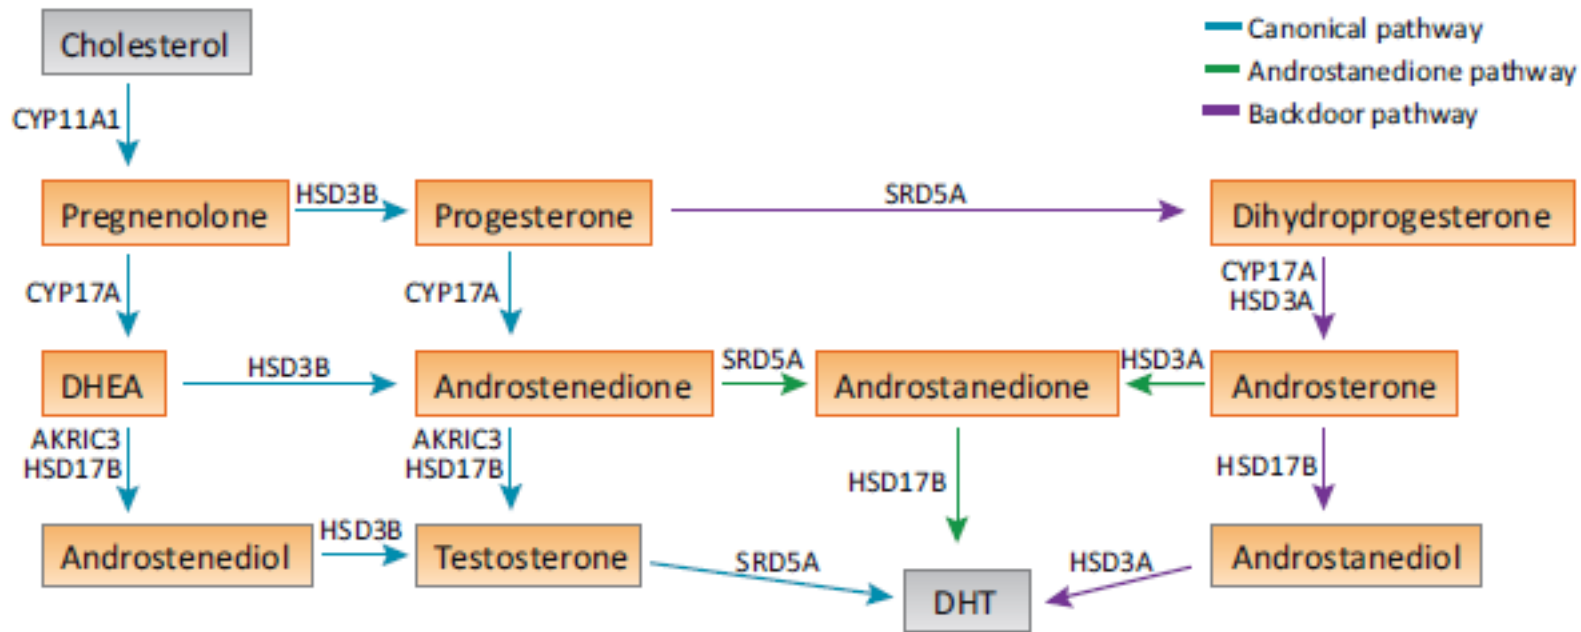 Cholesterol
Canonical pathway
Androstanedione pathway
Backdoor pathway
CYP11A1
Pregnenolone
HSD3B
Progesterone
SRD5A
Dihydroprogesterone
CYP17A
CYP17A
CYP17A
HSD3A
DHEA
HSD3B
Androstenedione
SRD5A
Androstanedione
HSD3A
Androsterone
AKRIC3
HSD17B
AKRIC3
HSD17B
HSD17B
HSD17B
Androstenediol
HSD3B
Testosterone
SRD5A
DHT
HSD3A
Androstanediol